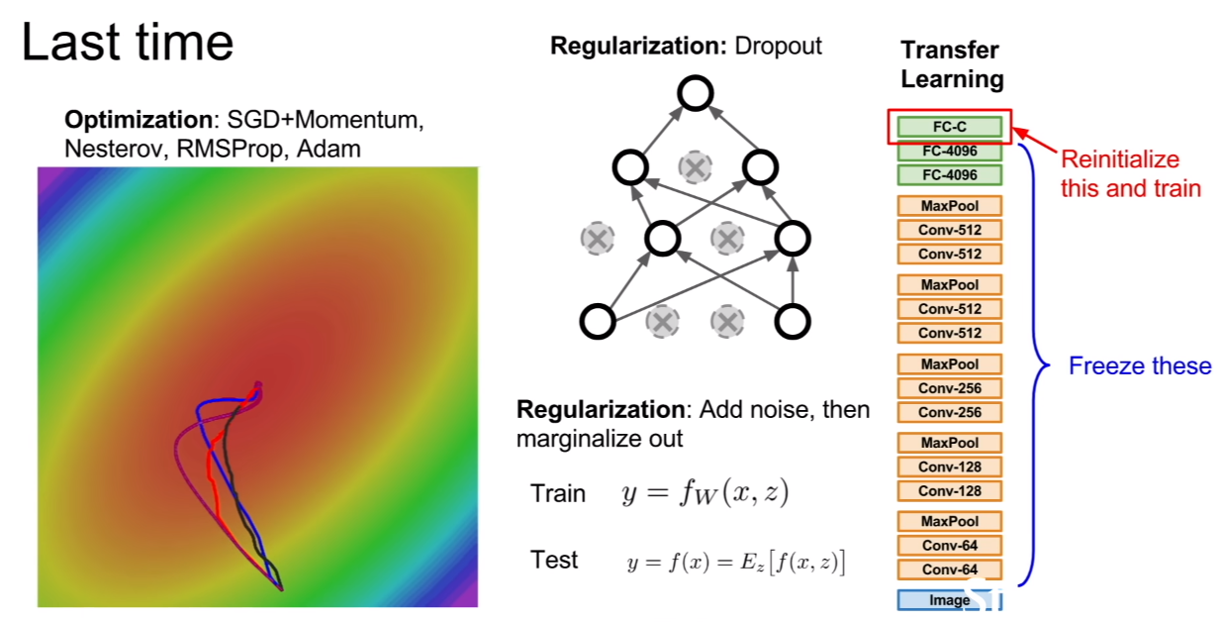 Last time
Optimization: SGD+Momentum,
Nesterov, RMSProp, Adam
Regularization: Dropout
Regularization: Add noise, then
marginalize out
Train y = f_W(x, z)
Test y = f(x) = E_z[f(x, z)]
Transfer
Learning
FC-C
FC-4096
FC-4096
MaxPool
Conv-512
Conv-512
MaxPool
Conv-512
Conv-512
MaxPool
Conv-256
Conv-256
MaxPool
Conv-128
Conv-128
MaxPool
Conv-64
Conv-64
Image
Reinitialize
this and train
Freeze these